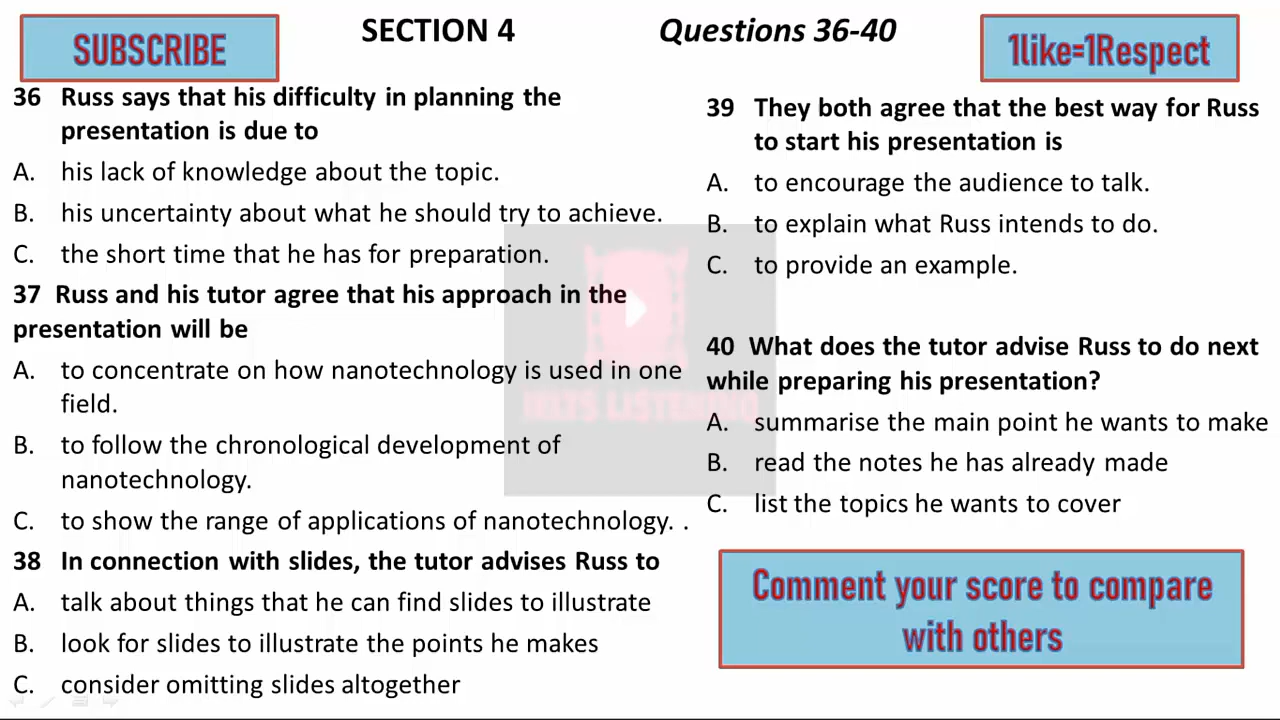 SUBSCRIBE
SECTION 4
Questions 36-40
1like=1Respect
36 Russ says that his difficulty in planning the
presentation is due to
A. his lack of knowledge about the topic.
B. his uncertainty about what he should try to achieve.
C. the short time that he has for preparation.
37 Russ and his tutor agree that his approach in the
presentation will be
A. to concentrate on how nanotechnology is used in one
field.
B. to follow the chronological development of
nanotechnology.
C. to show the range of applications of nanotechnology. .
38 In connection with slides, the tutor advises Russ to
A. talk about things that he can find slides to illustrate
B. look for slides to illustrate the points he makes
C. consider omitting slides altogether
39 They both agree that the best way for Russ
to start his presentation is
A. to encourage the audience to talk.
B. to explain what Russ intends to do.
C. to provide an example.
40 What does the tutor advise Russ to do next
while preparing his presentation?
A. summarise the main point he wants to make
B. read the notes he has already made
C. list the topics he wants to cover
Comment your score to compare
with others
IELTS LISTENING